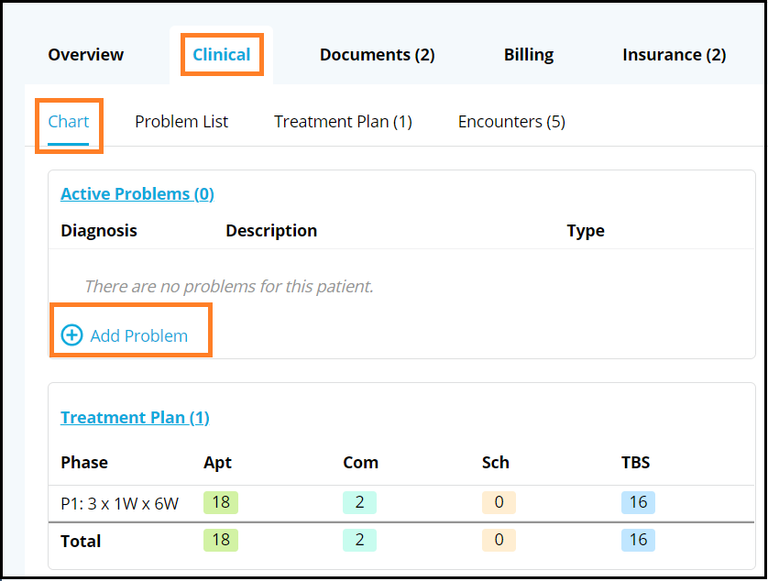 Overview Clinical Documents (2) Billing Insurance (2)
Chart Problem List Treatment Plan (1) Encounters (5)
Active Problems (0)
Diagnosis Description Type
There are no problems for this patient.
Add Problem
Treatment Plan (1)
Phase Apt Com Sch TBS
P1: 3 x 1W x 6W 18 2 0 16
Total 18 2 0 16